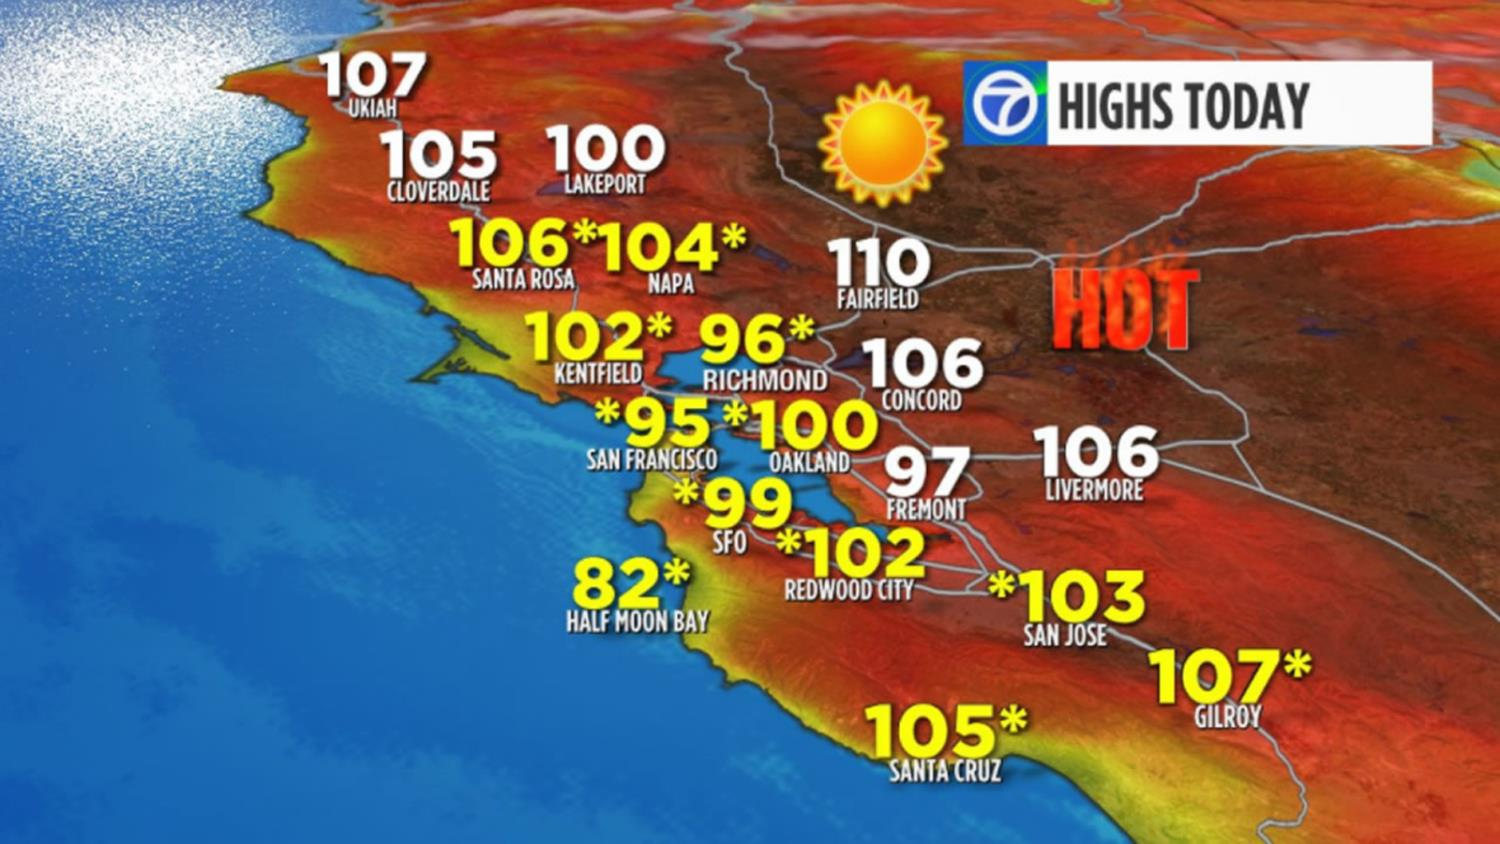 7 HIGHS TODAY
107
UKIAH
105
CLOVERDALE
100
LAKEPORT
106*
SANTA ROSA
104*
NAPA
110
FAIRFIELD
HOT
102*
KENTFIELD
96*
RICHMOND
106
CONCORD
*95
SAN FRANCISCO
*100
OAKLAND
97
FREMONT
106
LIVERMORE
*99
SFO
*102
REDWOOD CITY
82*
HALF MOON BAY
*103
SAN JOSE
107*
GILROY
105*
SANTA CRUZ